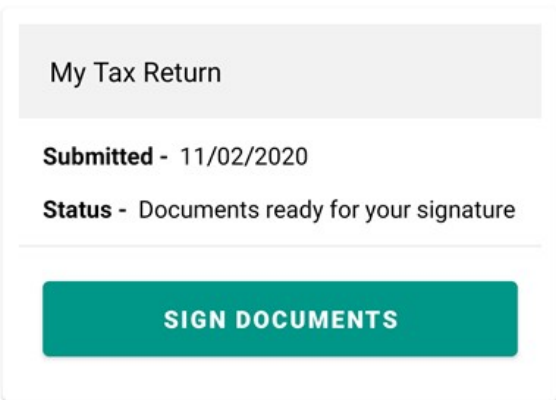 My Tax Return
Submitted - 11/02/2020
Status - Documents ready for your signature
SIGN DOCUMENTS